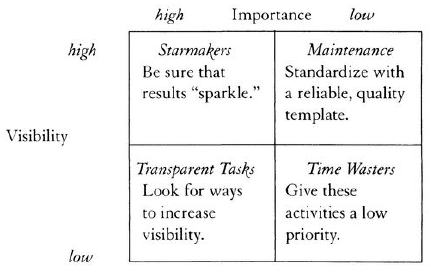 high Importance low
high
Starmakers
Be sure that
results “sparkle.”
Maintenance
Standardize with
a reliable, quality
template.
Visibility
Transparent Tasks
Look for ways
to increase
visibility.
Time Wasters
Give these
activities a low
priority.
low